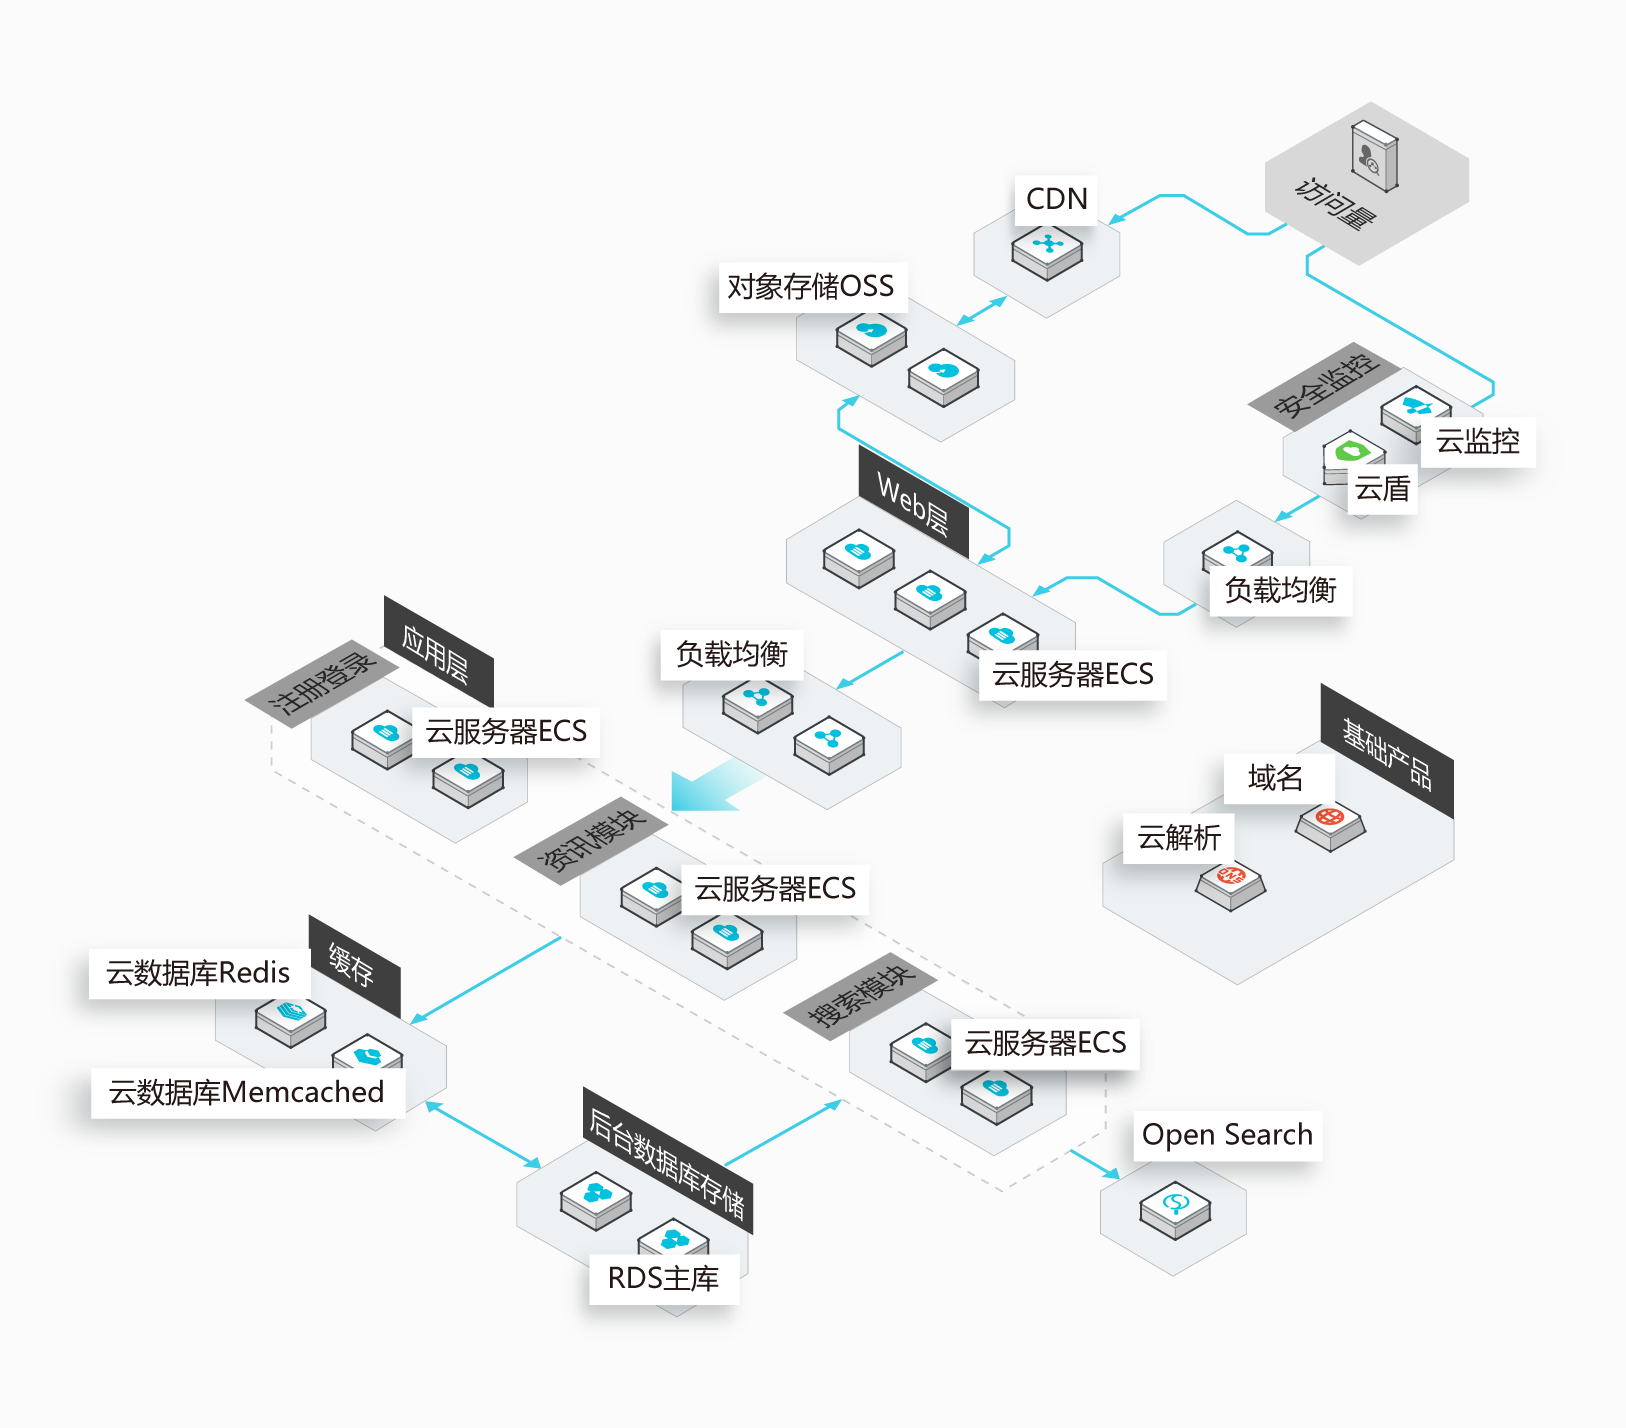 访问量
CDN
对象存储OSS
安全监控
云监控
云盾
Web层
负载均衡
云服务器ECS
负载均衡
应用层
注册登录
云服务器ECS
基础产品
域名
云解析
DNS
资讯模块
云服务器ECS
缓存
云数据库Redis
云数据库Memcached
搜索模块
云服务器ECS
后台数据库存储
RDS主库
Open Search